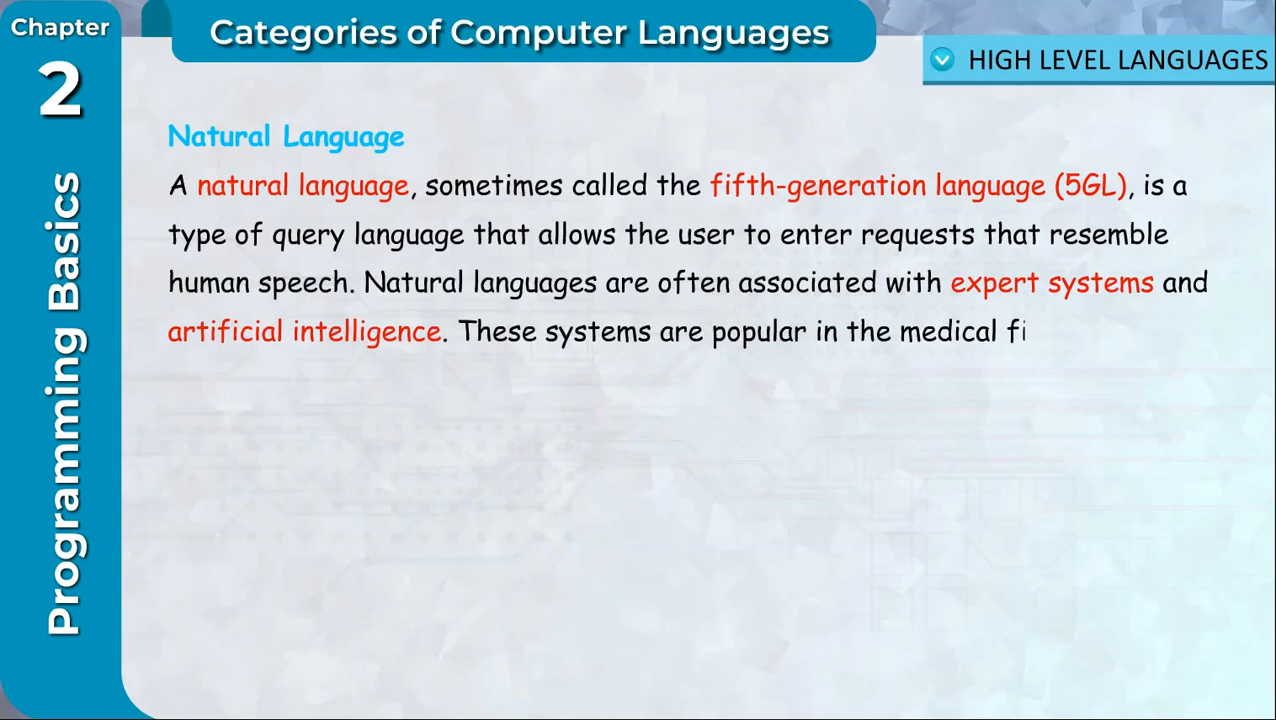 Chapter
2
Programming Basics
Categories of Computer Languages
HIGH LEVEL LANGUAGES
Natural Language
A natural language, sometimes called the fifth-generation language (5GL), is a
type of query language that allows the user to enter requests that resemble
human speech. Natural languages are often associated with expert systems and
artificial intelligence. These systems are popular in the medical fi